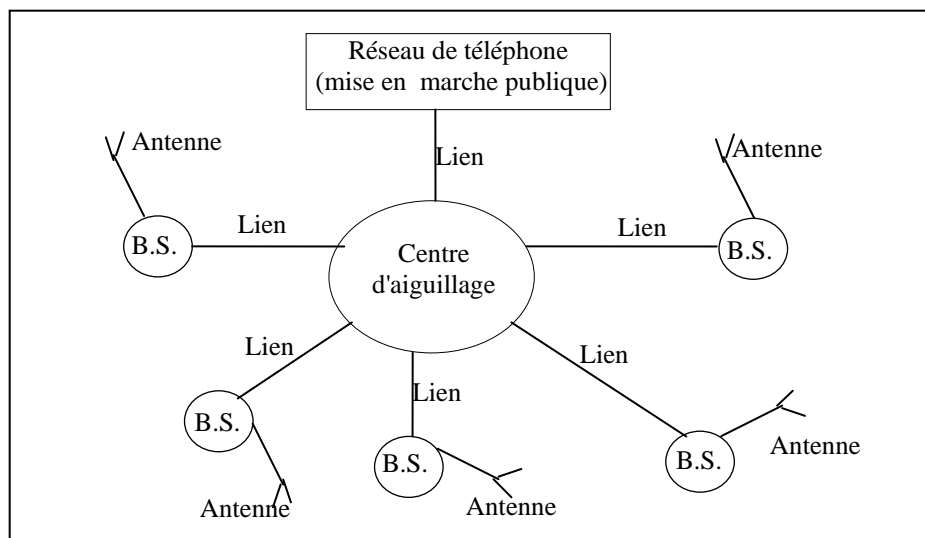 Réseau de téléphone
(mise en marche publique)
Antenne
Lien
Antenne
B.S.
Lien
Centre
d'aiguillage
Lien
B.S.
Lien
Lien
Lien
B.S.
B.S.
B.S.
Antenne
Antenne
Antenne